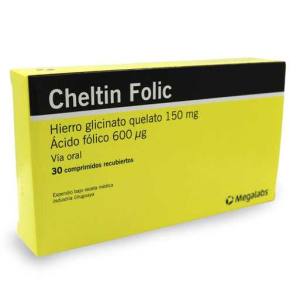 Cheltin Folic
Hierro glicinato quelato 150 mg
Ácido fólico 600 µg
Vía oral
30 comprimidos recubiertos
Expendio bajo receta médica
Industria Uruguaya
Megalabs